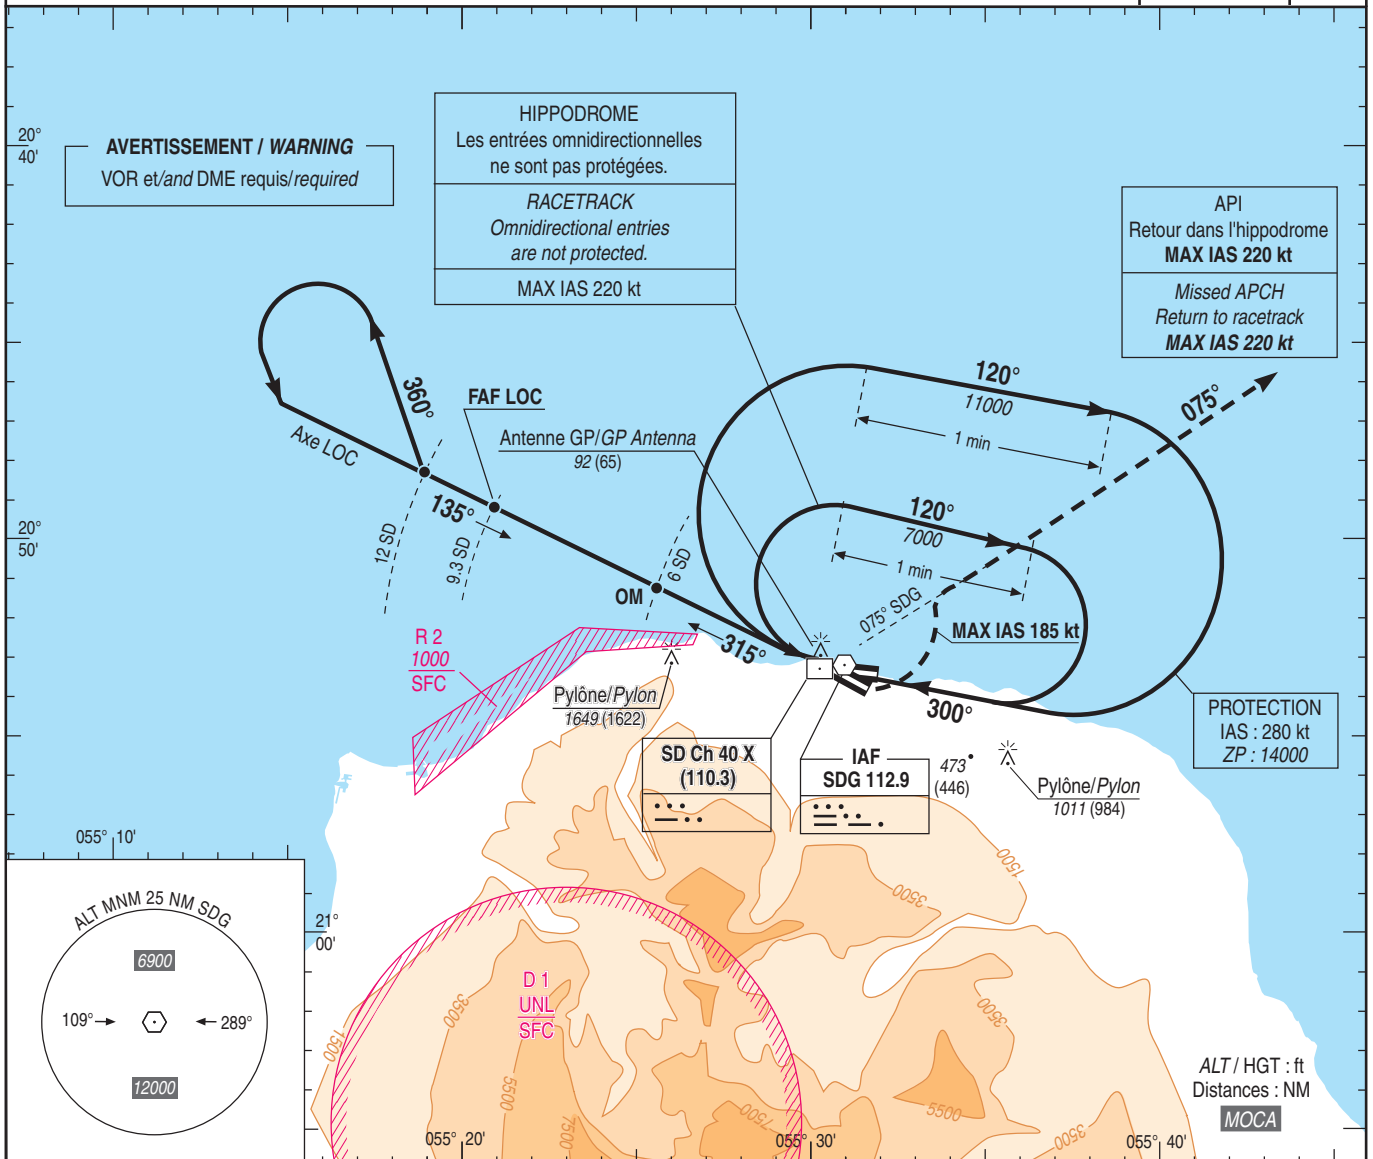 20°
40'
AVERTISSEMENT / WARNING
VOR et/and DME requis/required
HIPPODROME
Les entrées omnidirectionnelles
ne sont pas protégées.
RACETRACK
Omnidirectional entries
are not protected.
MAX IAS 220 kt
API
Retour dans l'hippodrome
MAX IAS 220 kt
Missed APCH
Return to racetrack
MAX IAS 220 kt
360°
FAF LOC
Axe LOC
Antenne GP/GP Antenna
92 (65)
120°
11000
1 min
075°
135°
12 SD
9.3 SD
6 SD
OM
20°
50'
120°
7000
1 min
075° SDG
MAX IAS 185 kt
315°
300°
R 2
1000
SFC
Pylône/Pylon
1649 (1622)
SD Ch 40 X
(110.3)
IAF
SDG 112.9
473
(446)
Pylône/Pylon
1011 (984)
PROTECTION
IAS : 280 kt
ZP : 14000
055° 10'
1500
3500
ALT MNM 25 NM SDG
6900
109°
289°
12000
21°
00'
D 1
UNL
SFC
3500
1500
5500
7500
7500
3500
5500
3500
ALT / HGT : ft
Distances : NM
MOCA
055° 20'
055° 30'
055° 40'